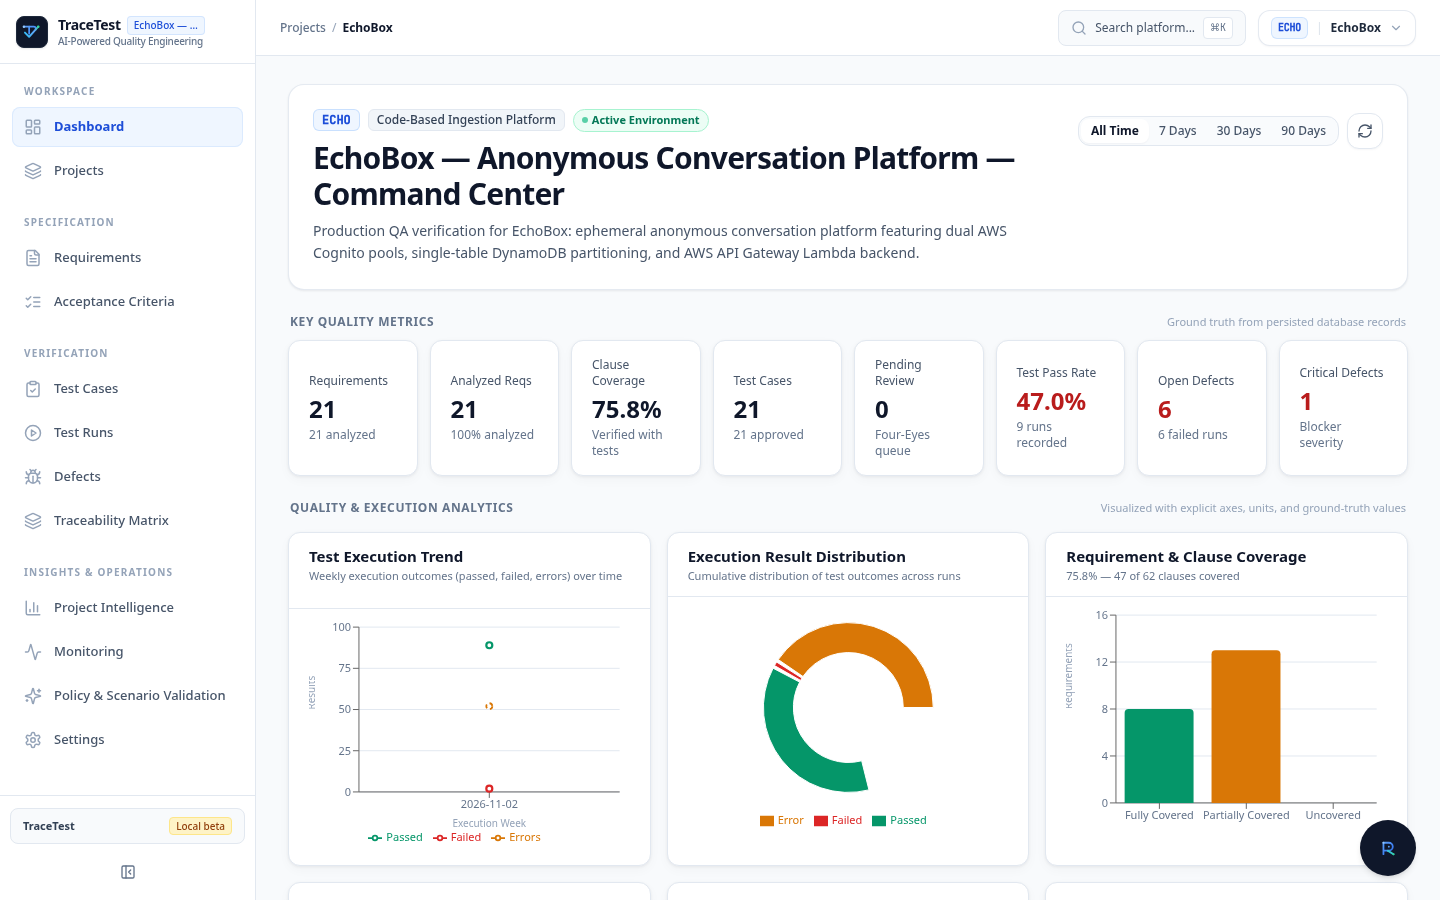 TraceTest
EchoBox — ...
AI-Powered Quality Engineering
WORKSPACE
Dashboard
Projects
SPECIFICATION
Requirements
Acceptance Criteria
VERIFICATION
Test Cases
Test Runs
Defects
Traceability Matrix
INSIGHTS & OPERATIONS
Project Intelligence
Monitoring
Policy & Scenario Validation
Settings
TraceTest
Local beta
Projects / EchoBox
Search platform...
⌘K
ECHO
EchoBox
ECHO
Code-Based Ingestion Platform
Active Environment
All Time
7 Days
30 Days
90 Days
EchoBox — Anonymous Conversation Platform —
Command Center
Production QA verification for EchoBox: ephemeral anonymous conversation platform featuring dual AWS
Cognito pools, single-table DynamoDB partitioning, and AWS API Gateway Lambda backend.
KEY QUALITY METRICS
Ground truth from persisted database records
Requirements
21
21 analyzed
Analyzed Reqs
21
100% analyzed
Clause
Coverage
75.8%
Verified with
tests
Test Cases
21
21 approved
Pending
Review
0
Four-Eyes
queue
Test Pass Rate
47.0%
9 runs
recorded
Open Defects
6
6 failed runs
Critical Defects
1
Blocker
severity
QUALITY & EXECUTION ANALYTICS
Visualized with explicit axes, units, and ground-truth values
Test Execution Trend
Weekly execution outcomes (passed, failed, errors) over time
100
75
50
25
0
Results
2026-11-02
Execution Week
Passed
Failed
Errors
Execution Result Distribution
Cumulative distribution of test outcomes across runs
Error
Failed
Passed
Requirement & Clause Coverage
75.8% — 47 of 62 clauses covered
16
12
8
4
0
Requirements
Fully Covered
Partially Covered
Uncovered